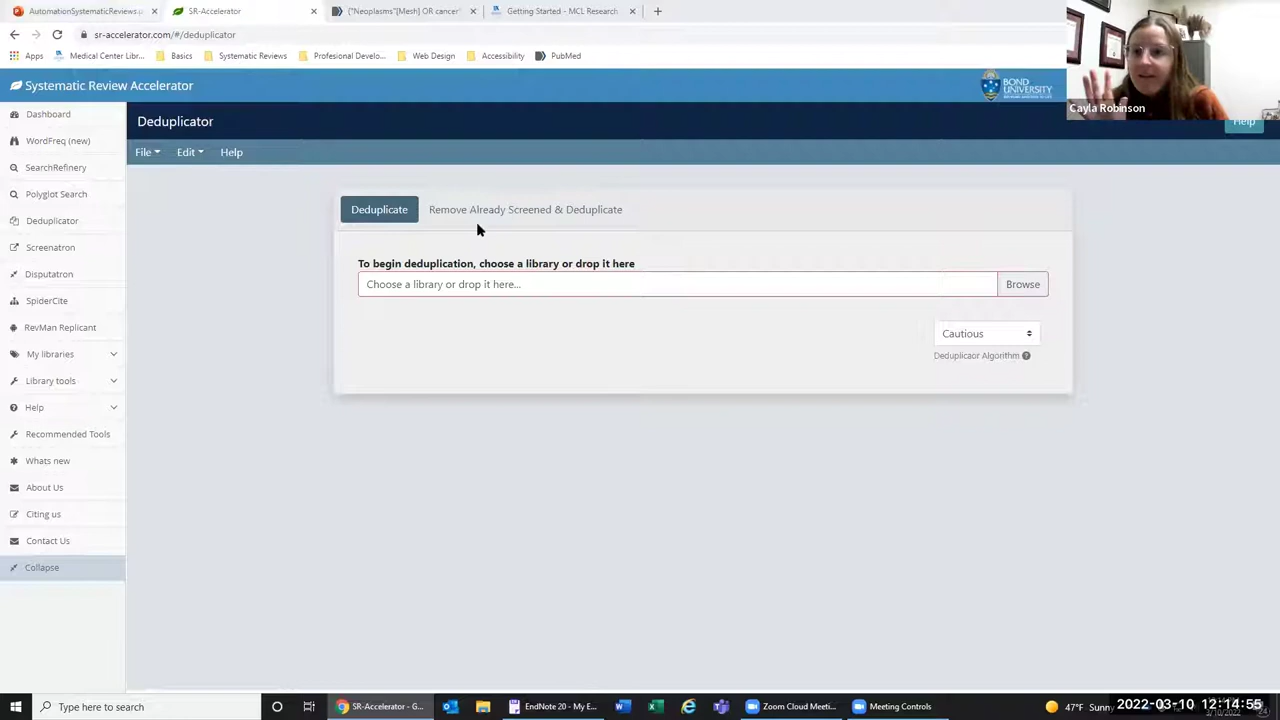 AutomationSystematicReviews p
SR-Accelerator
("Neoplasms"[Mesh] OR cancer
Getting Started - MCL Research
sr-accelerator.com/#/deduplicator
Apps
Medical Center Lib...
Basics
Systematic Reviews
Profesional Develo...
Web Design
Accessibility
PubMed
Systematic Review Accelerator
BOND
UNIVERSITY
Cayla Robinson
Dashboard
Deduplicator
Help
WordFreq (new)
File
Edit
Help
SearchRefinery
Polyglot Search
Deduplicate
Remove Already Screened & Deduplicate
Deduplicator
Screenatron
To begin deduplication, choose a library or drop it here
Disputatron
Choose a library or drop it here...
Browse
SpiderCite
RevMan Replicant
Cautious
My libraries
Deduplicaor Algorithm
Library tools
Help
Recommended Tools
Whats new
About Us
Citing us
Contact Us
Collapse
Type here to search
SR-Accelerator - G...
EndNote 20 - My E...
Zoom Cloud Meeti...
Meeting Controls
47°F Sunny
2022-03-10 12:14:55